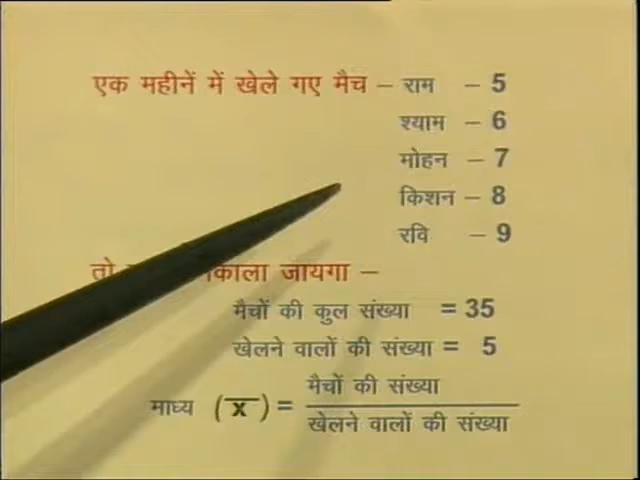 एक महीनें में खेले गए मैच – राम – 5
श्याम – 6
मोहन – 7
किशन – 8
रवि – 9
तो जायगा –
मैचों की कुल संख्या = 35
खेलने वालों की संख्या = 5
माध्य (x̅) = मैचों की संख्या
खेलने वालों की संख्या